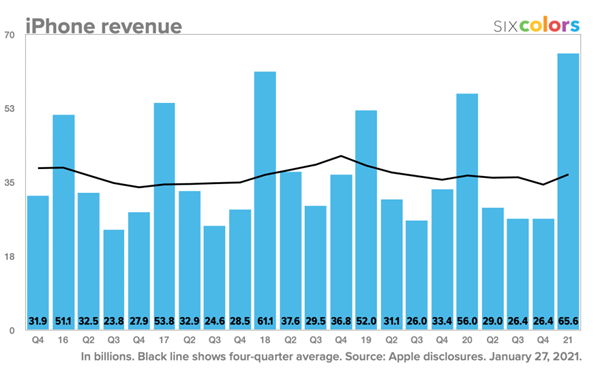 iPhone revenue
SIXcolors
70
53
35
18
0
31.9 51.1 32.5 23.8 27.9 53.8 32.9 24.6 28.5 61.1 37.6 29.5 36.8 52.0 31.1 26.0 33.4 56.0 29.0 26.4 26.4 65.6
Q4 16 Q2 Q3 Q4 17 Q2 Q3 Q4 18 Q2 Q3 Q4 19 Q2 Q3 Q4 20 Q2 Q3 Q4 21
In billions. Black line shows four-quarter average. Source: Apple disclosures. January 27, 2021.